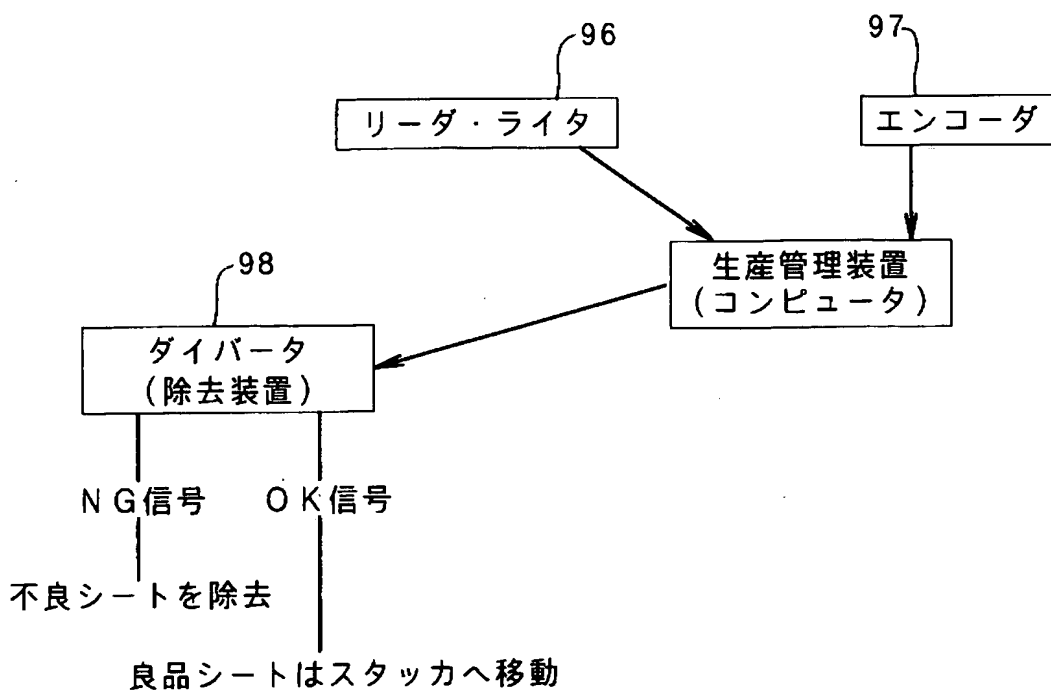 96
97
リーダ・ライタ
エンコーダ
生産管理装置
(コンピュータ)
98
ダイバータ
(除去装置)
NG信号
OK信号
不良シートを除去
良品シートはスタッカへ移動